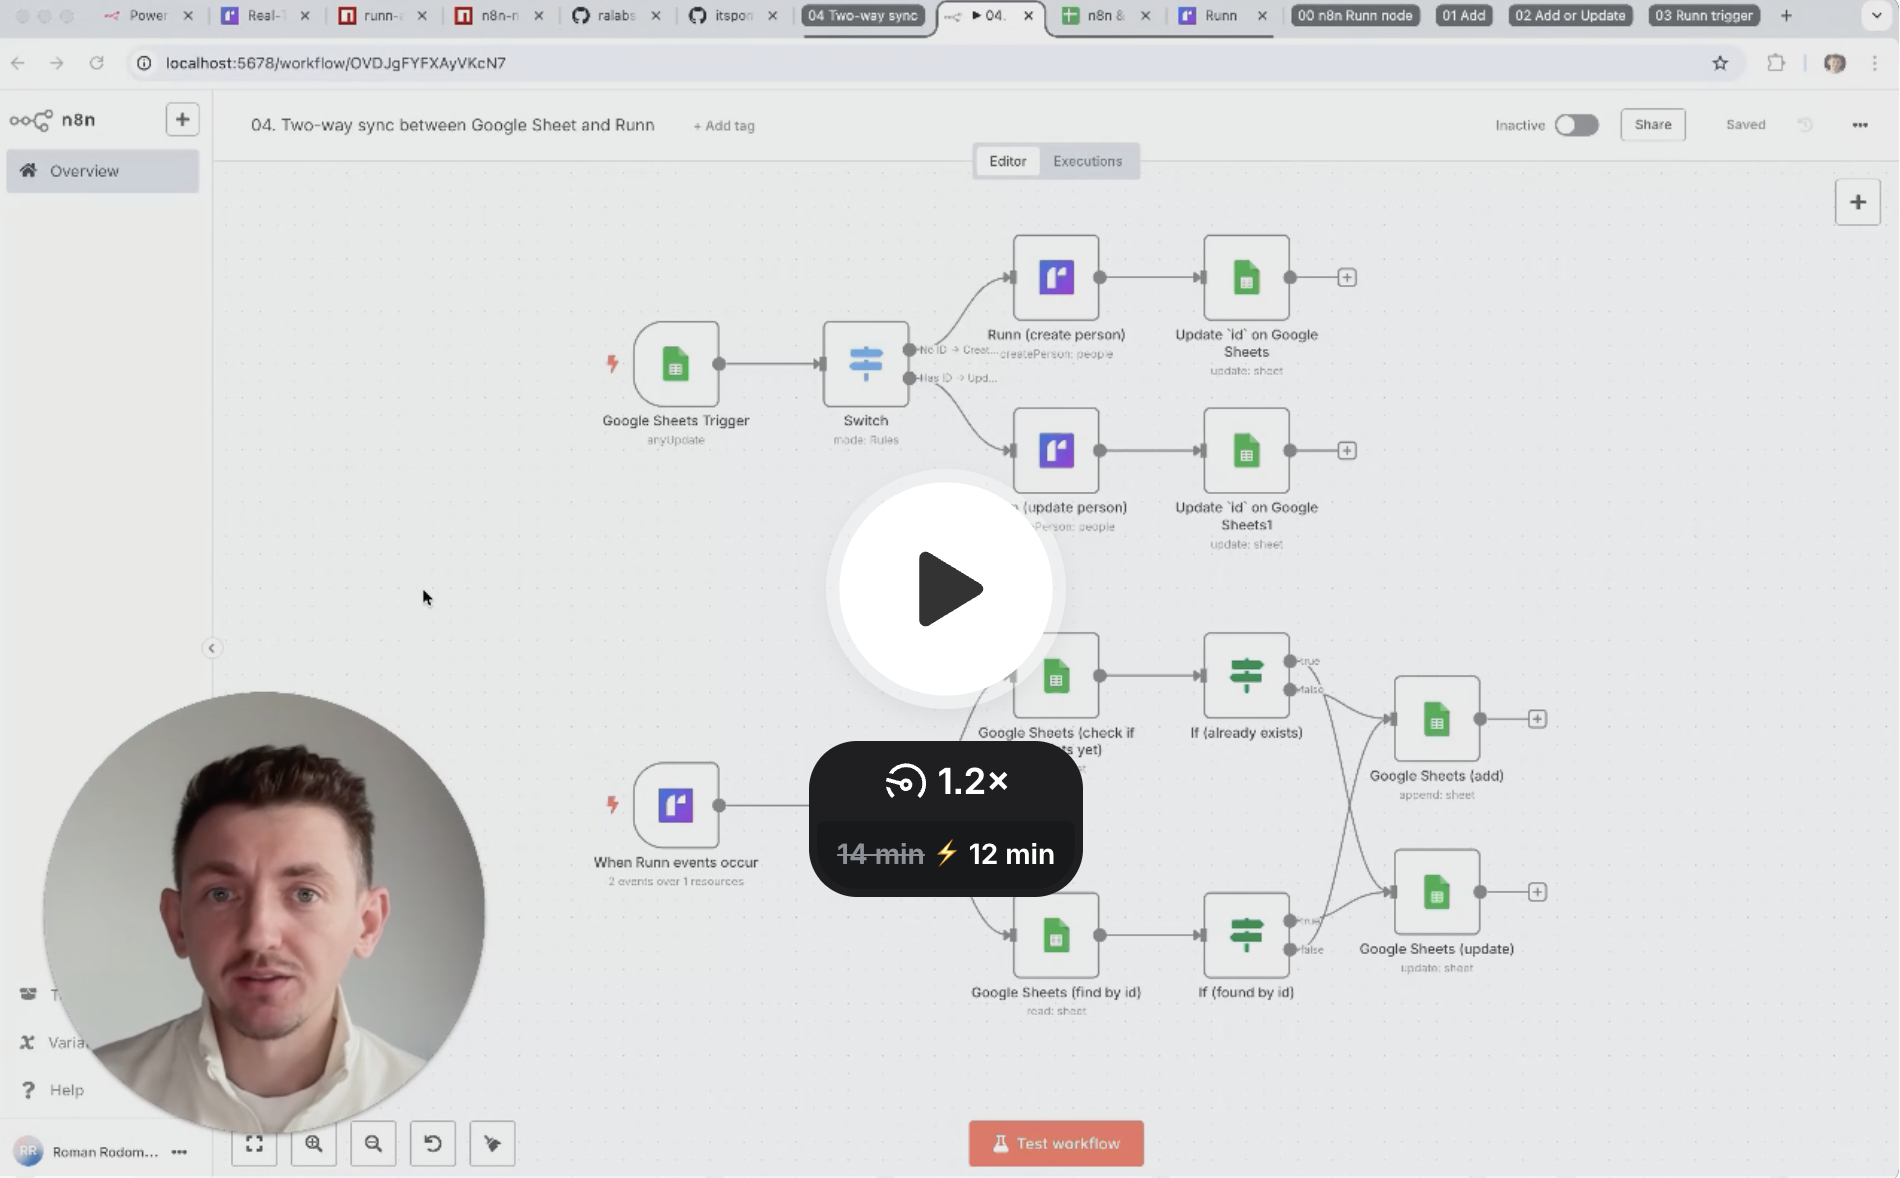 Power
Real-T
runn-a
n8n-n
ralabs
itspon
04 Two-way sync
04.
n8n &
Runn
00 n8n Runn node
01 Add
02 Add or Update
03 Runn trigger
localhost:5678/workflow/OVDJgFYFXAyVKcN7
n8n
04. Two-way sync between Google Sheet and Runn
+ Add tag
Inactive
Share
Saved
Editor
Executions
Overview
Runn (create person)
createPerson: people
Update `id` on Google
Sheets
update: sheet
No ID → Creat...
Has ID → Upd...
Google Sheets Trigger
anyUpdate
Switch
mode: Rules
(update person)
Person: people
Update `id` on Google
Sheets1
update: sheet
true
false
Google Sheets (check if
yet)
If (already exists)
Google Sheets (add)
append: sheet
1.2×
14 min ⚡ 12 min
When Runn events occur
2 events over 1 resources
true
false
Google Sheets (update)
update: sheet
Google Sheets (find by id)
read: sheet
If (found by id)
Varia
Help
RR
Roman Rodom...
Test workflow